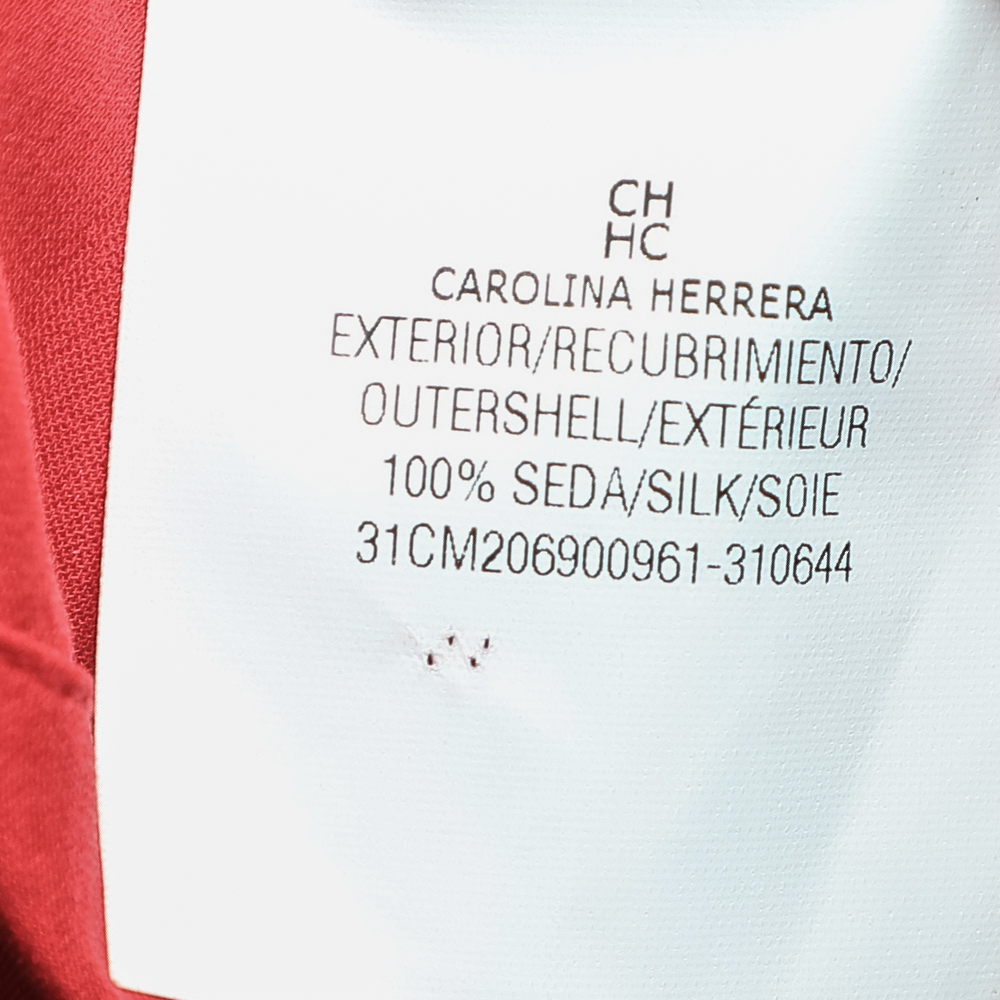 CH
HC
CAROLINA HERRERA
EXTERIOR/RECUBRIMIENTO/
OUTERSHELL/EXTÉRIEUR
100% SEDA/SILK/SOIE
31CM206900961-310644